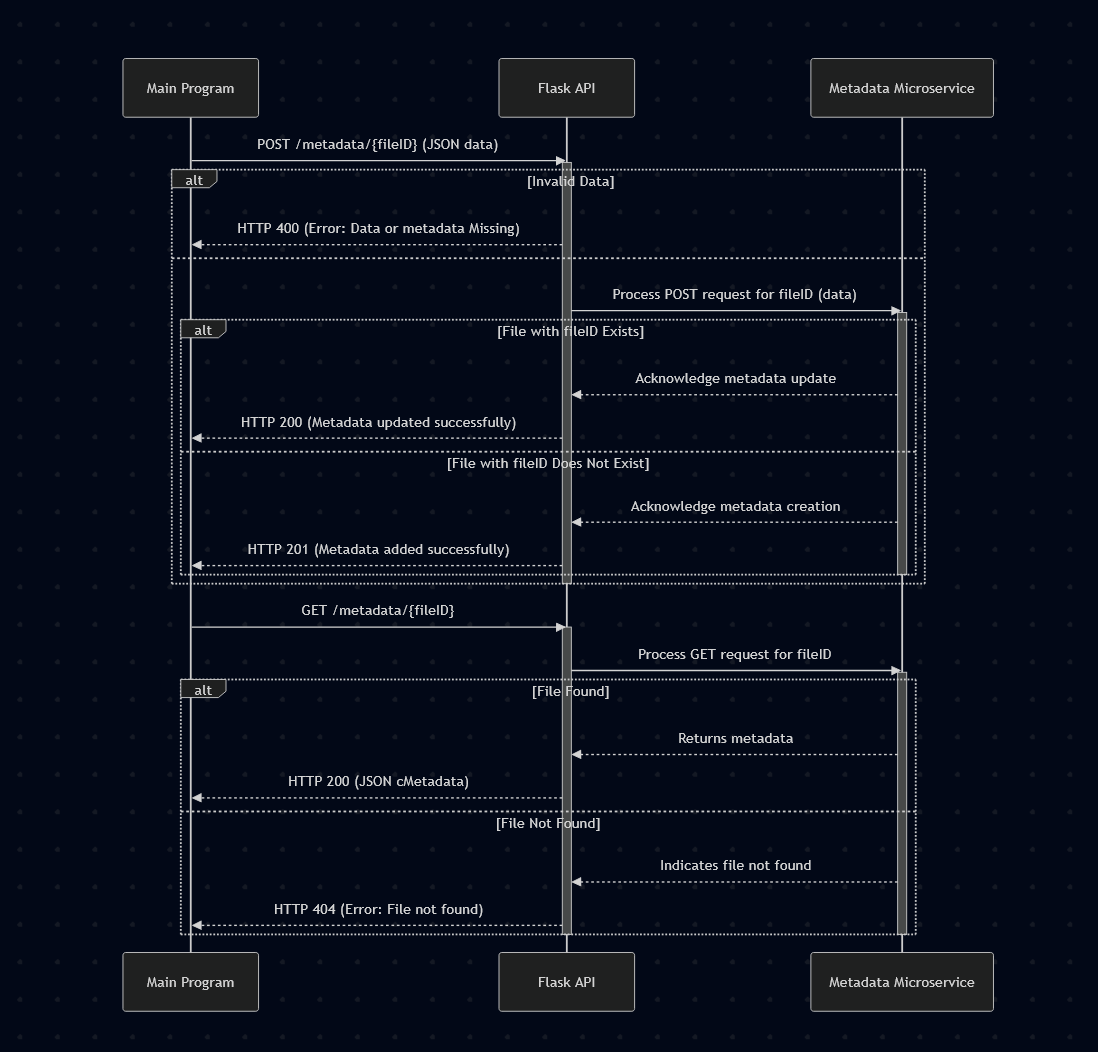 Main Program
Flask API
Metadata Microservice
POST /metadata/{fileID} (JSON data)
alt
[Invalid Data]
HTTP 400 (Error: Data or metadata Missing)
Process POST request for fileID (data)
alt
[File with fileID Exists]
Acknowledge metadata update
HTTP 200 (Metadata updated successfully)
[File with fileID Does Not Exist]
Acknowledge metadata creation
HTTP 201 (Metadata added successfully)
GET /metadata/{fileID}
Process GET request for fileID
alt
[File Found]
Returns metadata
HTTP 200 (JSON cMetadata)
[File Not Found]
Indicates file not found
HTTP 404 (Error: File not found)
Main Program
Flask API
Metadata Microservice